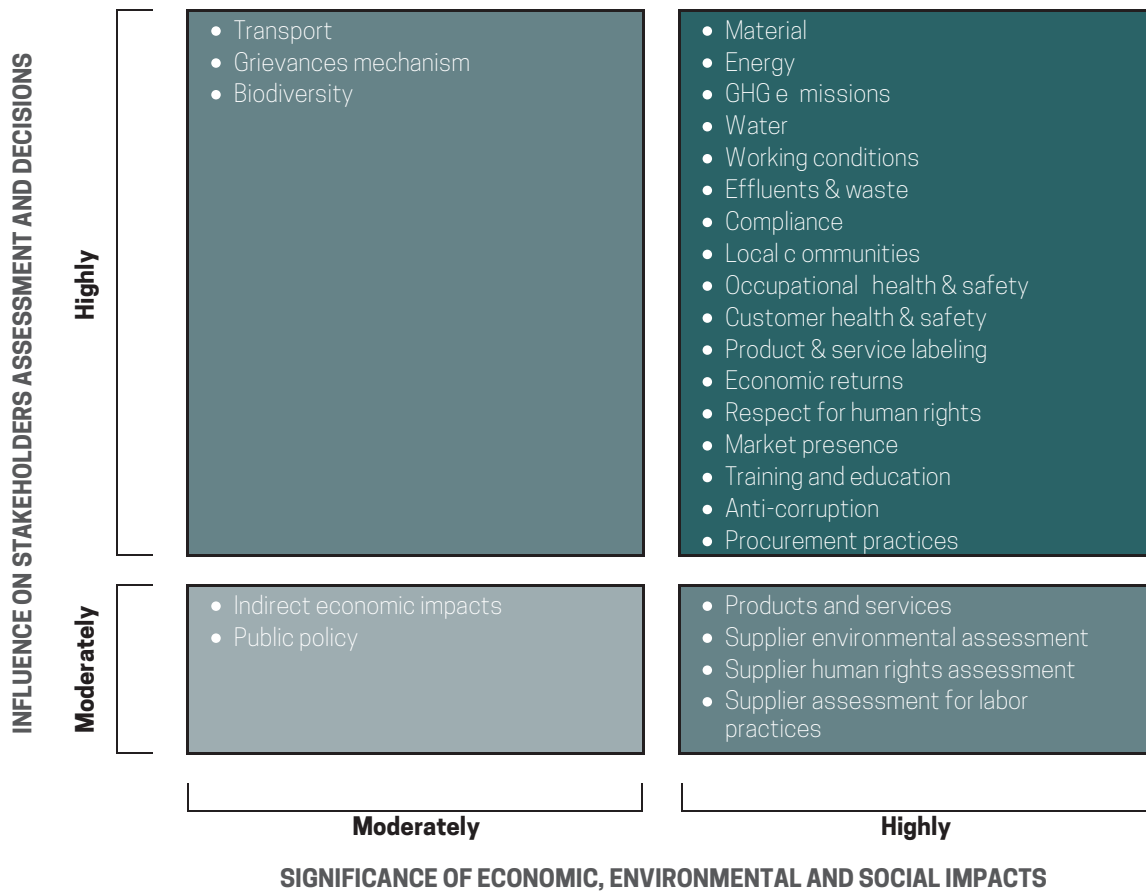 INFLUENCE ON STAKEHOLDERS ASSESSMENT AND DECISIONS
Highly
• Transport
• Grievances mechanism
• Biodiversity
• Material
• Energy
• GHG e missions
• Water
• Working conditions
• Effluents & waste
• Compliance
• Local c ommunities
• Occupational health & safety
• Customer health & safety
• Product & service labeling
• Economic returns
• Respect for human rights
• Market presence
• Training and education
• Anti-corruption
• Procurement practices
Moderately
• Indirect economic impacts
• Public policy
• Products and services
• Supplier environmental assessment
• Supplier human rights assessment
• Supplier assessment for labor
practices
Moderately
Highly
SIGNIFICANCE OF ECONOMIC, ENVIRONMENTAL AND SOCIAL IMPACTS